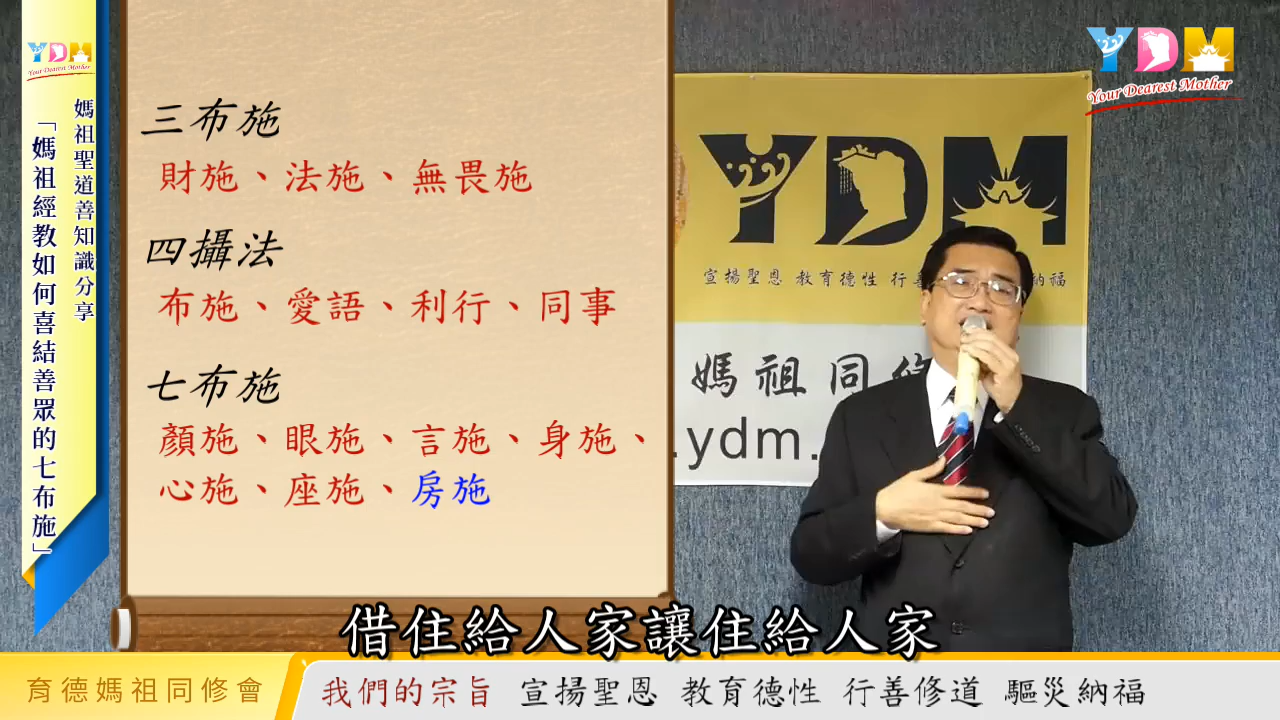 YDM
Your Dearest Mother
媽祖聖道善知識分享
「媽祖經教如何喜結善眾的七布施」
三布施
財施、法施、無畏施
四攝法
布施、愛語、利行、同事
七布施
顏施、眼施、言施、身施、
心施、座施、房施
YDM
Your Dearest Mother
YDM
宣揚聖恩 教育德性 行善
納福
媽祖同修
.ydm.
借住給人家讓住給人家
育德媽祖同修會
我們的宗旨 宣揚聖恩 教育德性 行善修道 驅災納福